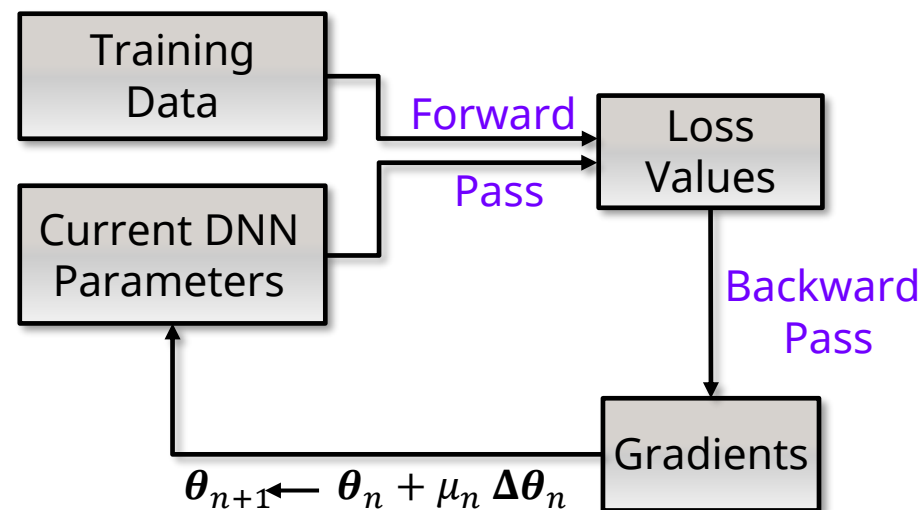 Training
Data
Forward
Pass
Loss
Values
Current DNN
Parameters
Backward
Pass
Gradients
𝜽ₙ₊₁ ← 𝜽ₙ + 𝜇ₙ 𝚫𝜽ₙ